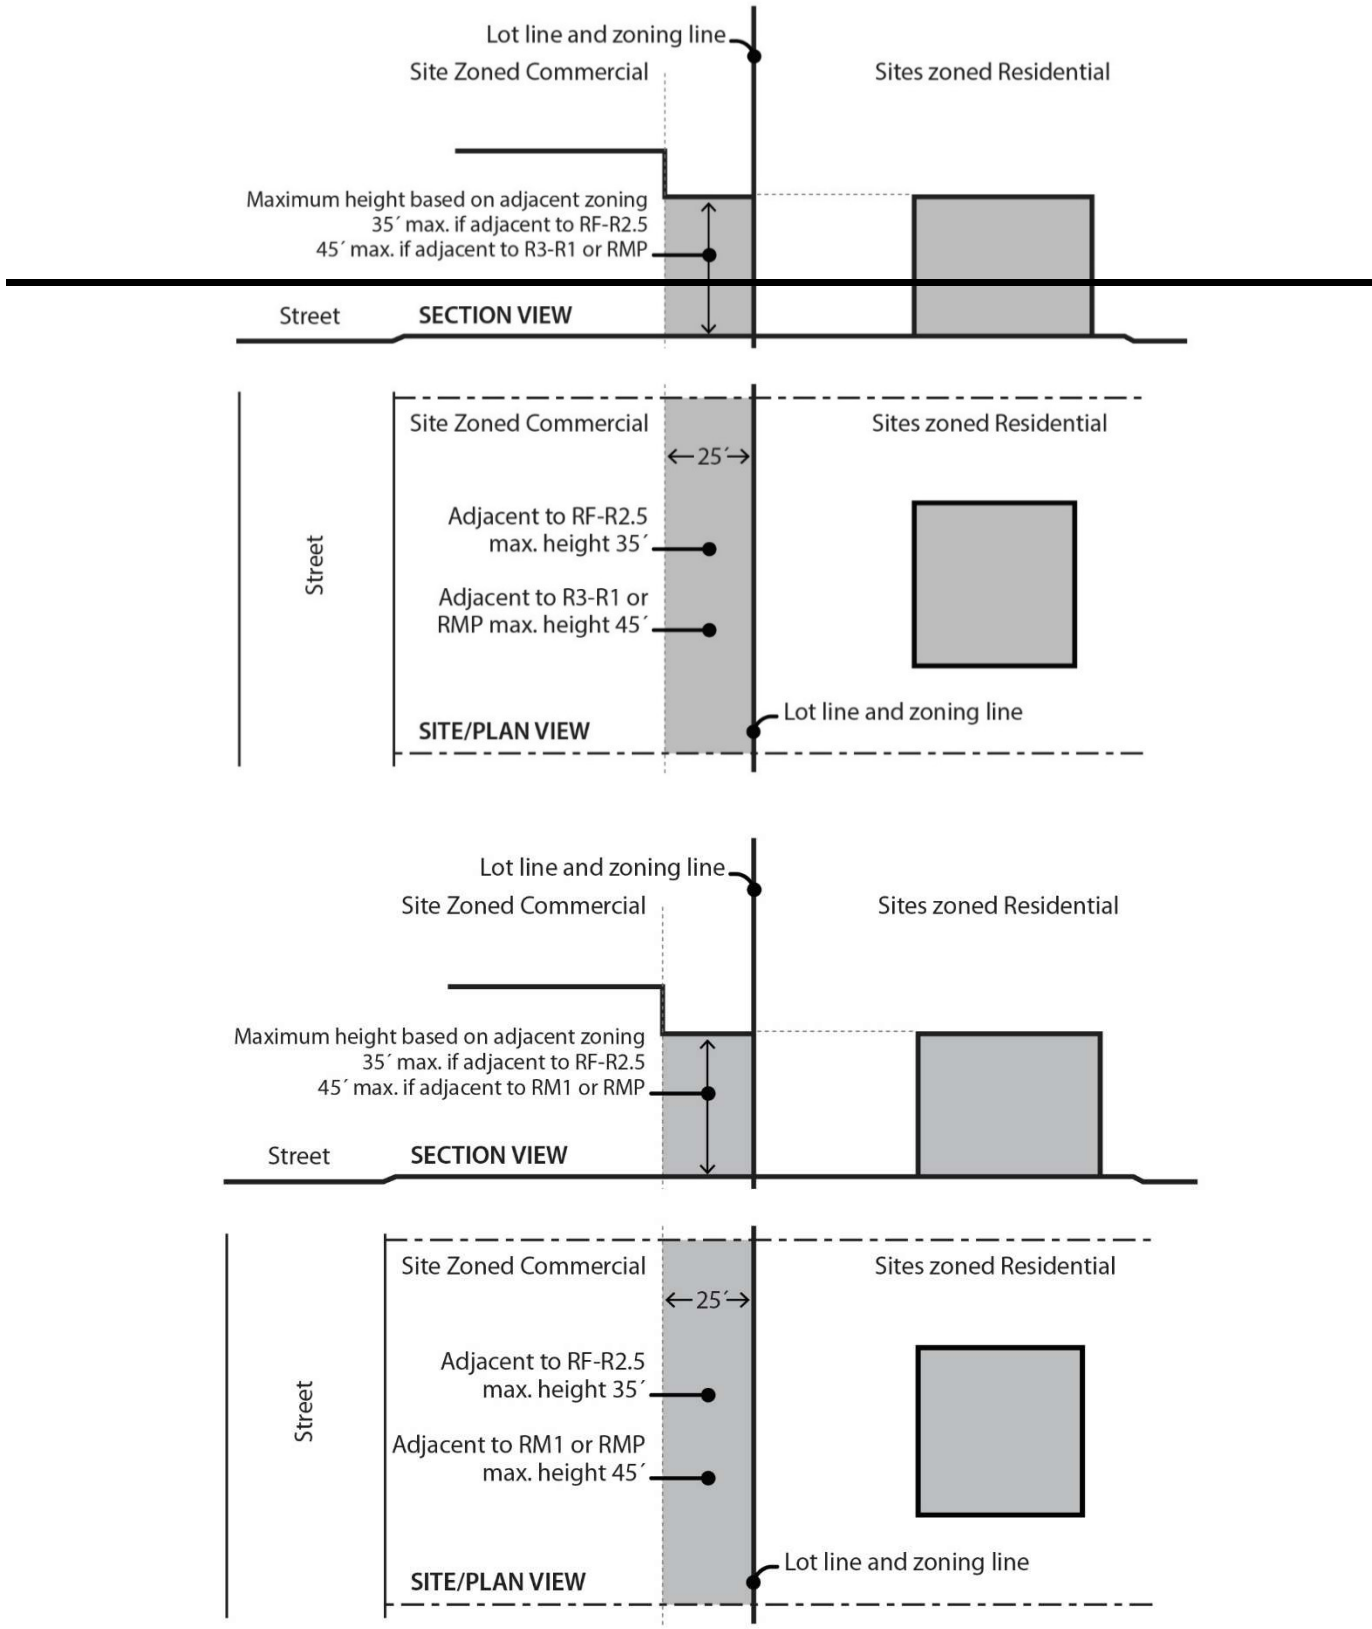 Lot line and zoning line
Site Zoned Commercial
Sites zoned Residential
Maximum height based on adjacent zoning
35´ max. if adjacent to RF-R2.5
45´ max. if adjacent to R3-R1 or RMP
Street
SECTION VIEW
Site Zoned Commercial
Sites zoned Residential
25´
Adjacent to RF-R2.5
max. height 35´
Street
Adjacent to R3-R1 or
RMP max. height 45´
Lot line and zoning line
SITE/PLAN VIEW
Lot line and zoning line
Site Zoned Commercial
Sites zoned Residential
Maximum height based on adjacent zoning
35´ max. if adjacent to RF-R2.5
45´ max. if adjacent to RM1 or RMP
Street
SECTION VIEW
Site Zoned Commercial
Sites zoned Residential
25´
Adjacent to RF-R2.5
max. height 35´
Street
Adjacent to RM1 or RMP
max. height 45´
Lot line and zoning line
SITE/PLAN VIEW